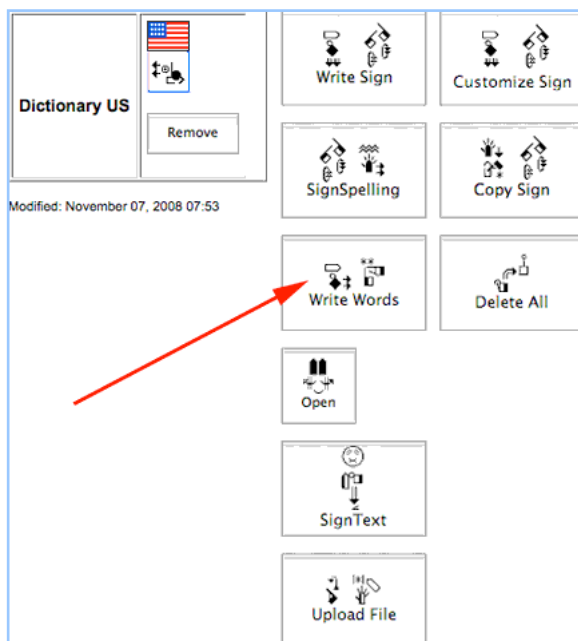 Dictionary US
Remove
Modified: November 07, 2008 07:53
Write Sign
Customize Sign
SignSpelling
Copy Sign
Write Words
Delete All
Open
SignText
Upload File